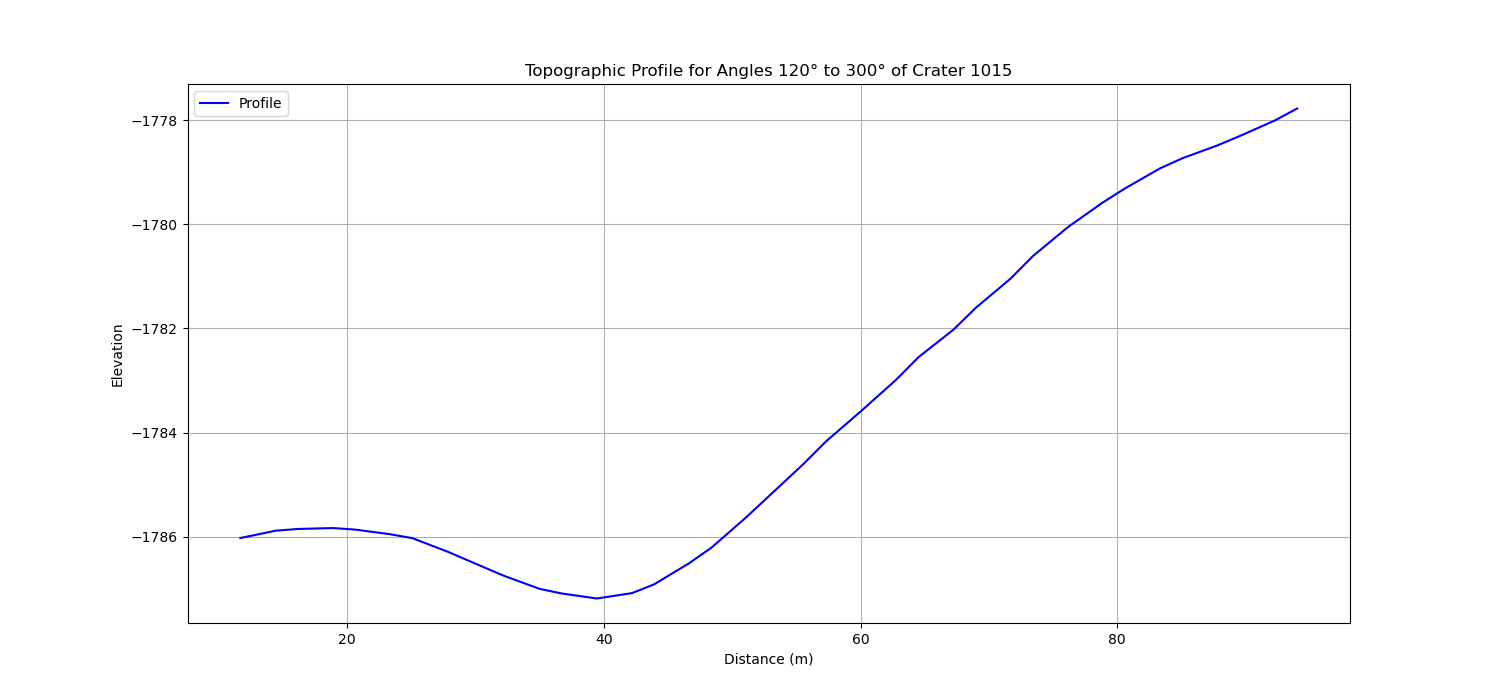 Topographic Profile for Angles 120° to 300° of Crater 1015
Profile
−1778
−1780
−1782
−1784
−1786
Elevation
20
40
60
80
Distance (m)